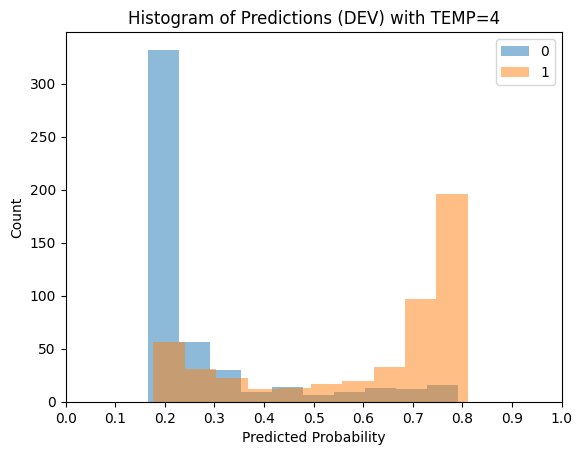 Histogram of Predictions (DEV) with TEMP=4
0
1
300
250
200
150
100
50
0
Count
0.0 0.1 0.2 0.3 0.4 0.5 0.6 0.7 0.8 0.9 1.0
Predicted Probability